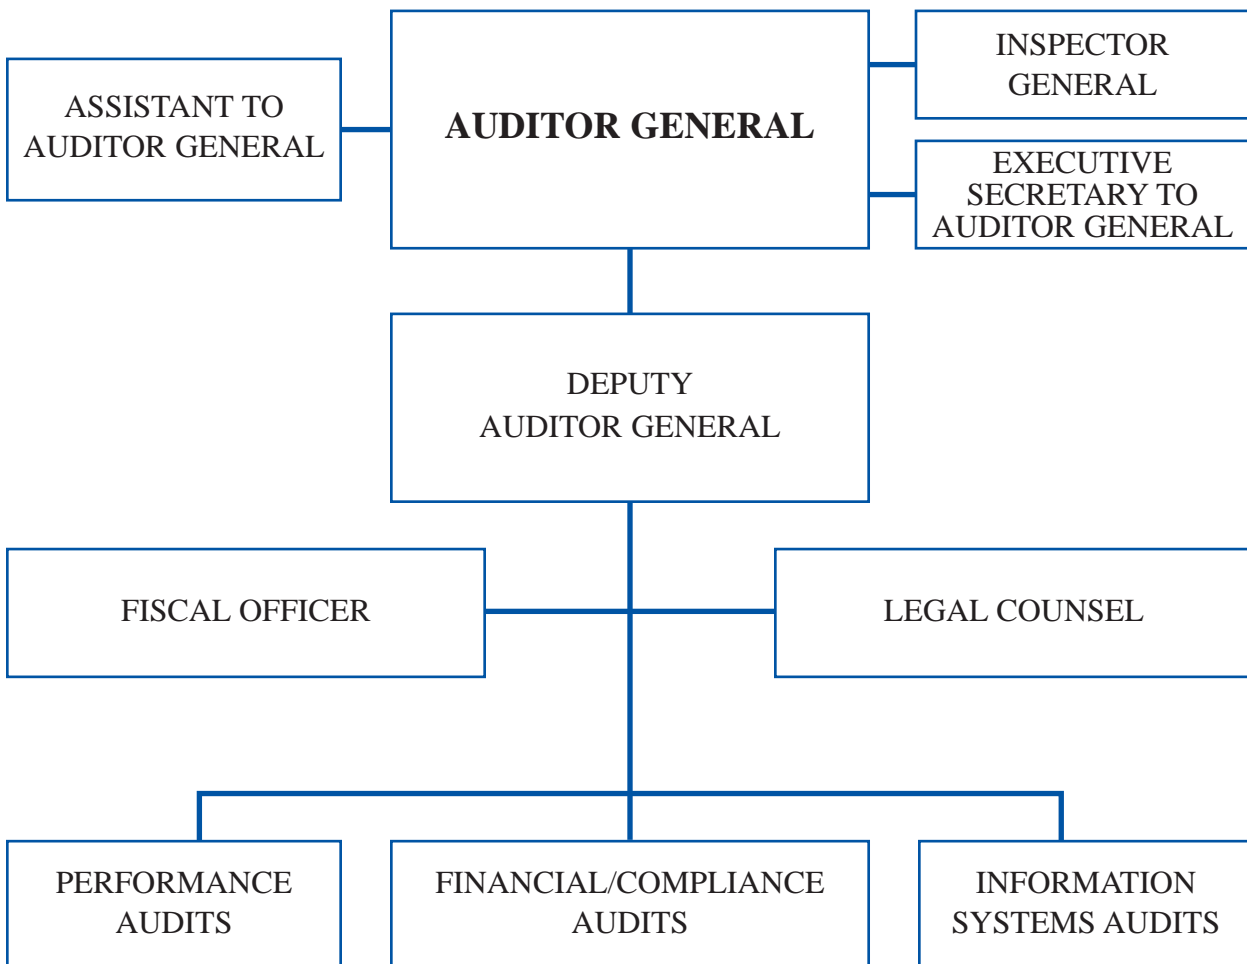 ASSISTANT TO
AUDITOR GENERAL
AUDITOR GENERAL
INSPECTOR
GENERAL
EXECUTIVE
SECRETARY TO
AUDITOR GENERAL
DEPUTY
AUDITOR GENERAL
FISCAL OFFICER
LEGAL COUNSEL
PERFORMANCE
AUDITS
FINANCIAL/COMPLIANCE
AUDITS
INFORMATION
SYSTEMS AUDITS